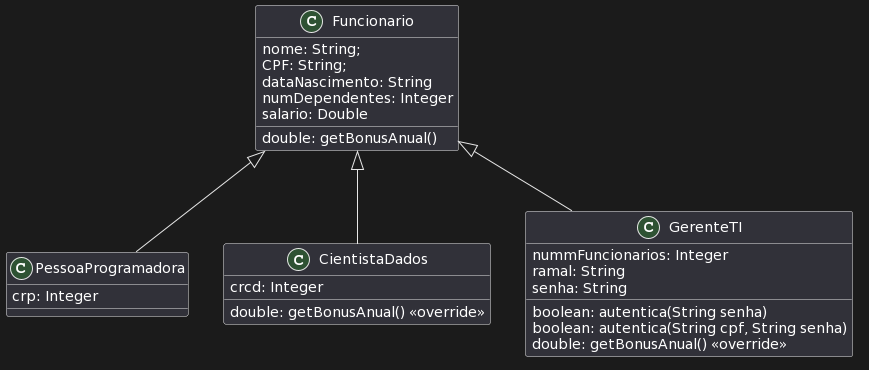 C Funcionario
nome: String;
CPF: String;
dataNascimento: String
numDependentes: Integer
salario: Double
double: getBonusAnual()
C PessoaProgramadora
crp: Integer
C CientistaDados
crcd: Integer
double: getBonusAnual() «override»
C GerenteTI
nummFuncionarios: Integer
ramal: String
senha: String
boolean: autentica(String senha)
boolean: autentica(String cpf, String senha)
double: getBonusAnual() «override»